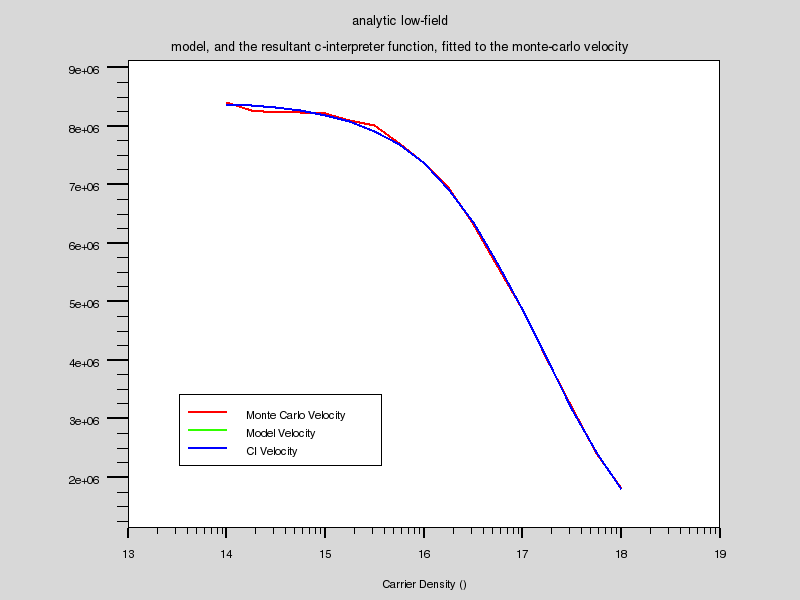 analytic low-field
model, and the resultant c-interpreter function, fitted to the monte-carlo velocity
9e+06
8e+06
7e+06
6e+06
5e+06
4e+06
3e+06
2e+06
Monte Carlo Velocity
Model Velocity
CI Velocity
13 14 15 16 17 18 19
Carrier Density ()